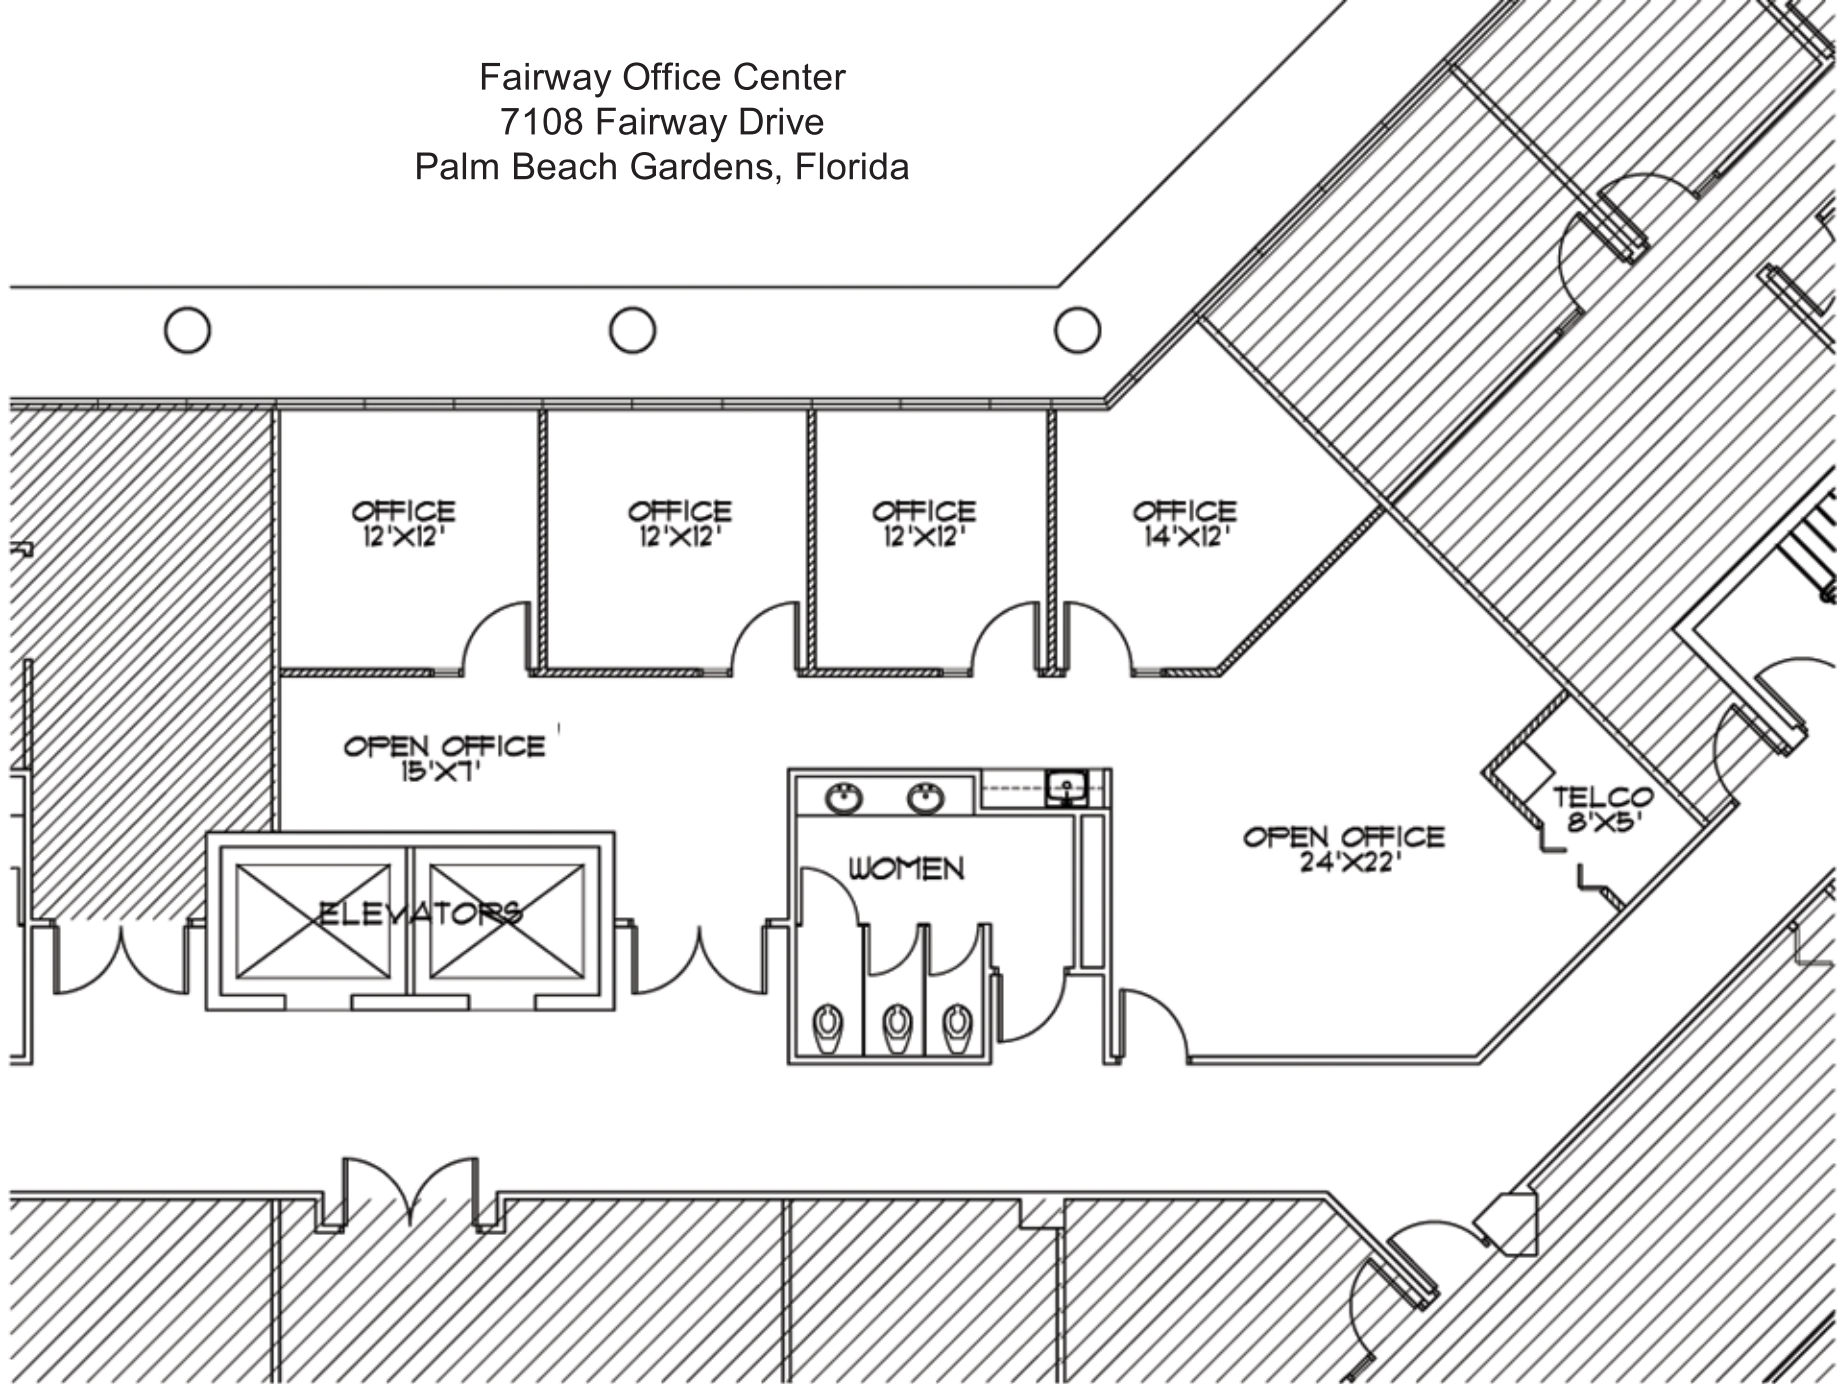 Fairway Office Center
7108 Fairway Drive
Palm Beach Gardens, Florida
OFFICE
12'X12'
OFFICE
12'X12'
OFFICE
12'X12'
OFFICE
14'X12'
OPEN OFFICE
15'X7'
TELCO
8'X5'
OPEN OFFICE
24'X22'
WOMEN
ELEVATORS